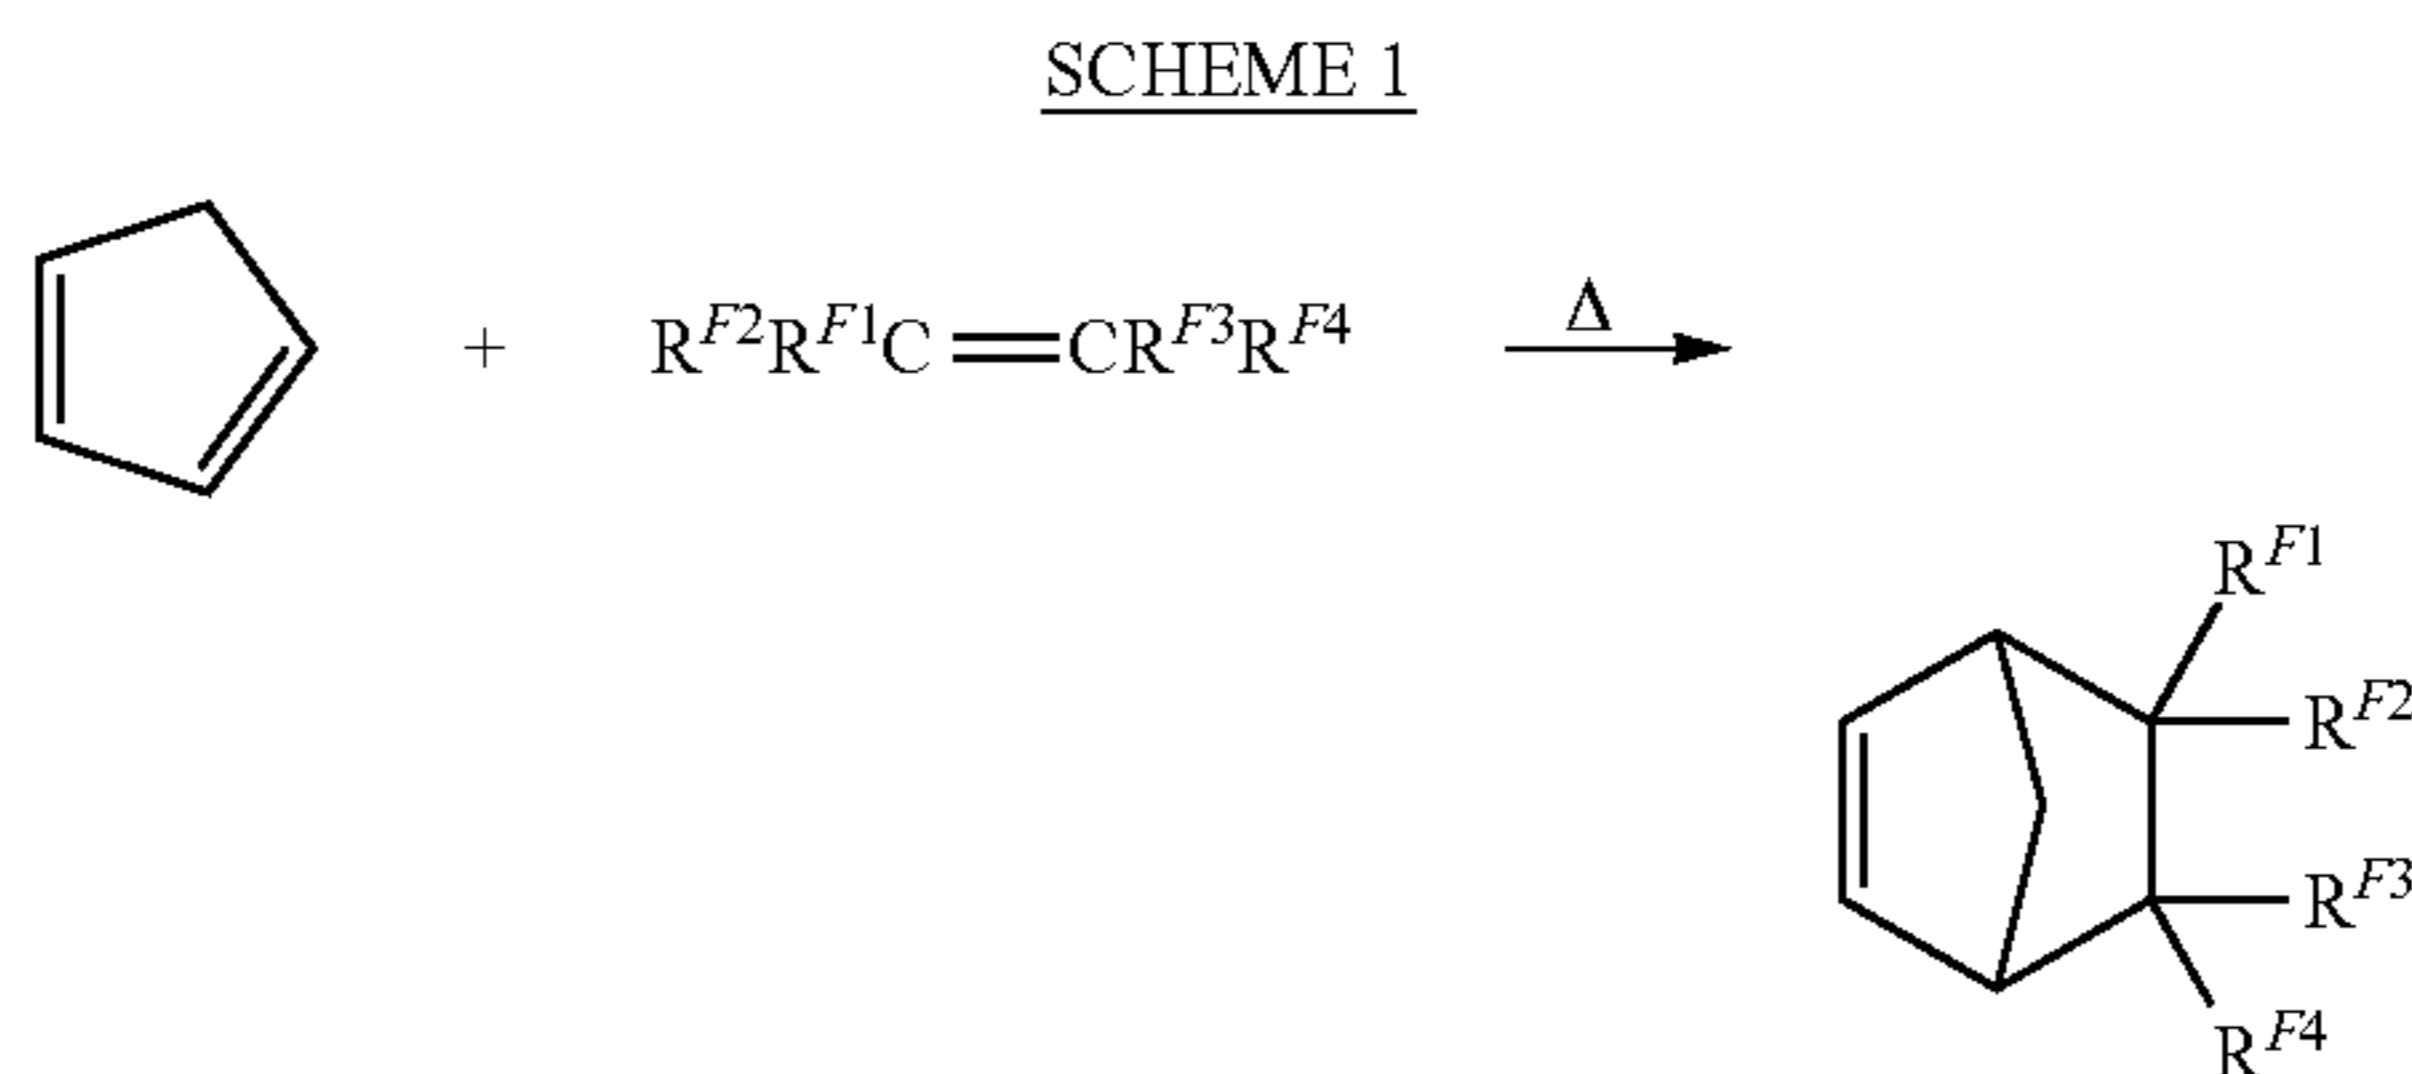 SCHEME 1
+ R^{F2}R^{F1}C=CR^{F3}R^{F4} Δ
R^{F1}
R^{F2}
R^{F3}
R^{F4}